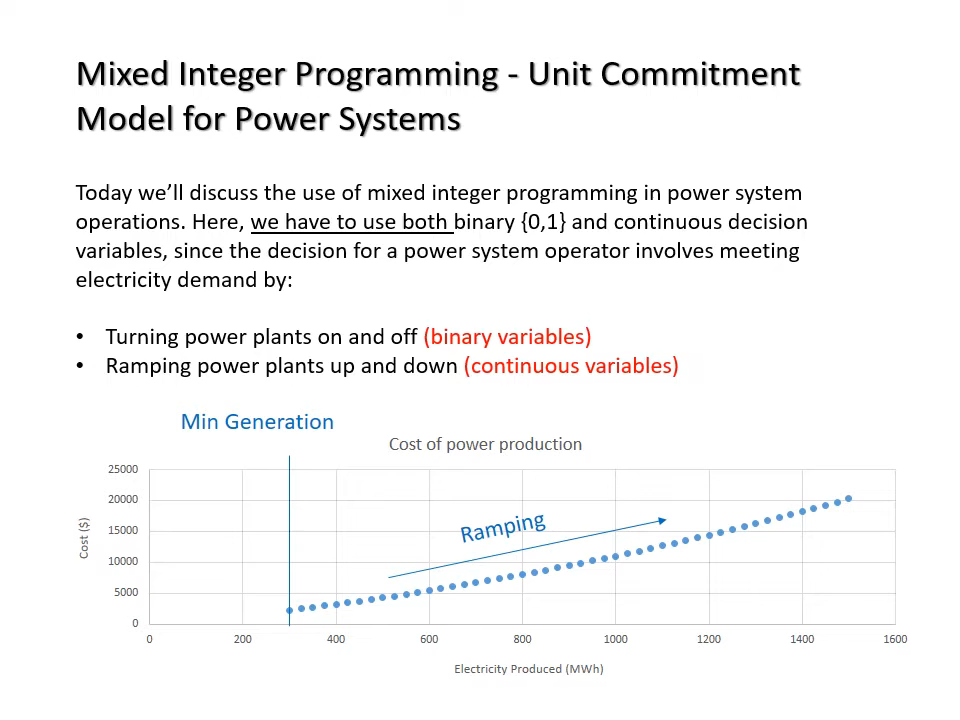 Mixed Integer Programming - Unit Commitment
Model for Power Systems
Today we’ll discuss the use of mixed integer programming in power system
operations. Here, we have to use both binary {0,1} and continuous decision
variables, since the decision for a power system operator involves meeting
electricity demand by:
• Turning power plants on and off (binary variables)
• Ramping power plants up and down (continuous variables)
Min Generation
Cost of power production
25000
20000
15000
10000
5000
0
Cost ($)
Ramping
0 200 400 600 800 1000 1200 1400 1600
Electricity Produced (MWh)